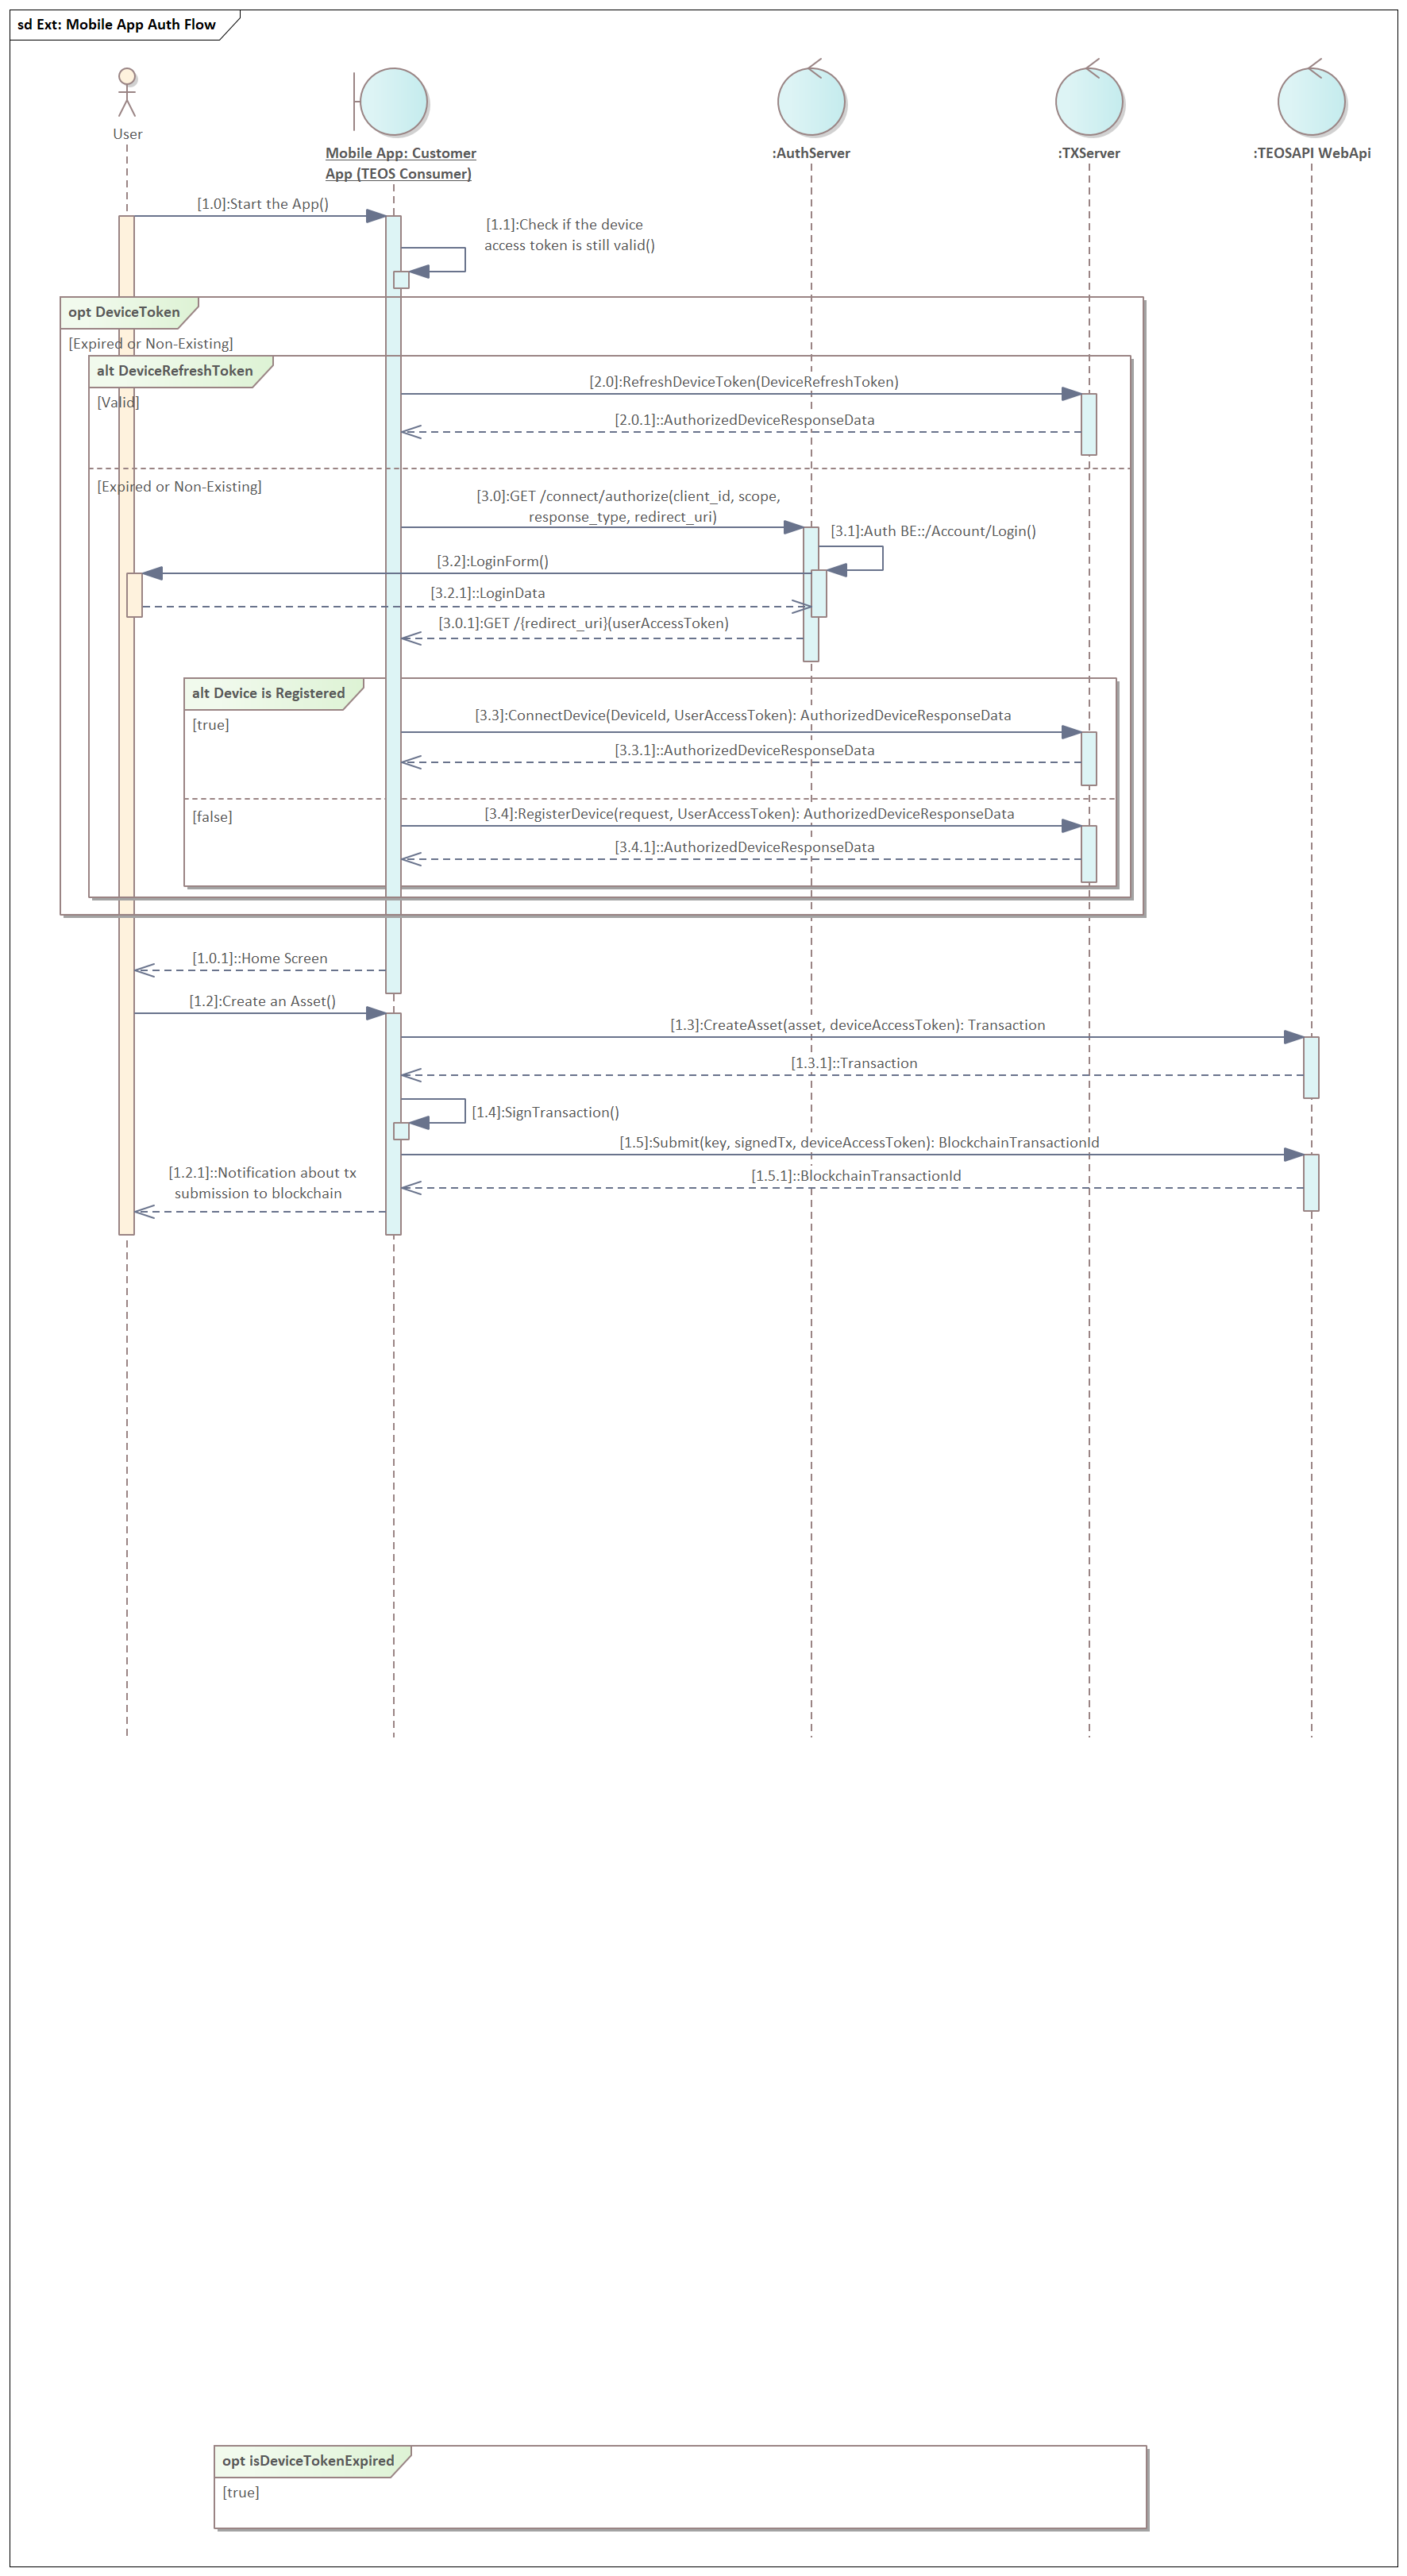 sd Ext: Mobile App Auth Flow
User
Mobile App: Customer
App (TEOS Consumer)
:AuthServer
:TXServer
:TEOSAPI WebApi
[1.0]:Start the App()
[1.1]:Check if the device
access token is still valid()
opt DeviceToken
[Expired or Non-Existing]
alt DeviceRefreshToken
[Valid]
[2.0]:RefreshDeviceToken(DeviceRefreshToken)
[2.0.1]::AuthorizedDeviceResponseData
[Expired or Non-Existing]
[3.0]:GET /connect/authorize(client_id, scope,
response_type, redirect_uri)
[3.1]:Auth BE::/Account/Login()
[3.2]:LoginForm()
[3.2.1]::LoginData
[3.0.1]:GET /{redirect_uri}(userAccessToken)
alt Device is Registered
[true]
[3.3]:ConnectDevice(DeviceId, UserAccessToken): AuthorizedDeviceResponseData
[3.3.1]::AuthorizedDeviceResponseData
[false]
[3.4]:RegisterDevice(request, UserAccessToken): AuthorizedDeviceResponseData
[3.4.1]::AuthorizedDeviceResponseData
[1.0.1]::Home Screen
[1.2]:Create an Asset()
[1.3]:CreateAsset(asset, deviceAccessToken): Transaction
[1.3.1]::Transaction
[1.4]:SignTransaction()
[1.5]:Submit(key, signedTx, deviceAccessToken): BlockchainTransactionId
[1.5.1]::BlockchainTransactionId
[1.2.1]::Notification about tx
submission to blockchain
opt isDeviceTokenExpired
[true]